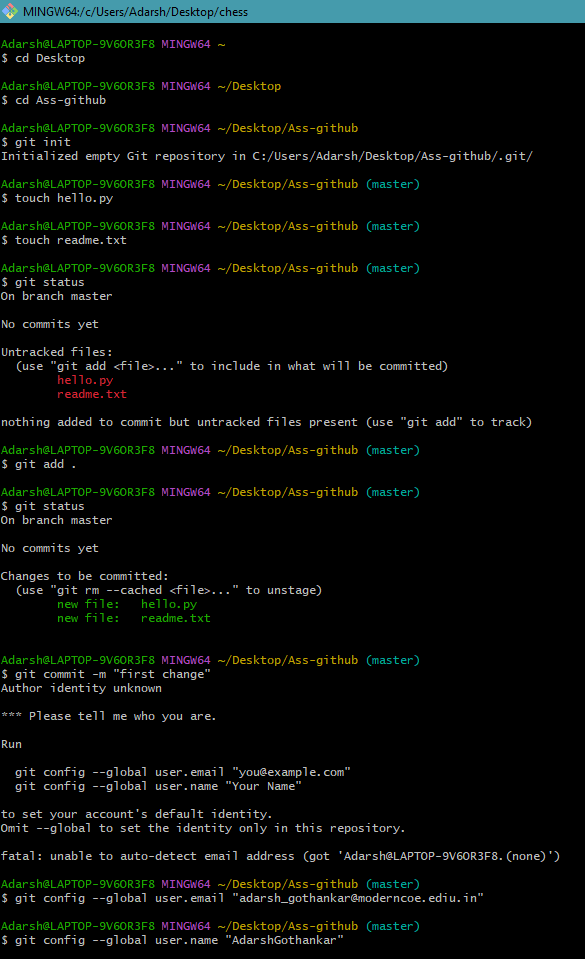 MINGW64:/c/Users/Adarsh/Desktop/chess
Adarsh@LAPTOP-9V6OR3F8 MINGW64 ~
$ cd Desktop
Adarsh@LAPTOP-9V6OR3F8 MINGW64 ~/Desktop
$ cd Ass-github
Adarsh@LAPTOP-9V6OR3F8 MINGW64 ~/Desktop/Ass-github
$ git init
Initialized empty Git repository in C:/Users/Adarsh/Desktop/Ass-github/.git/
Adarsh@LAPTOP-9V6OR3F8 MINGW64 ~/Desktop/Ass-github (master)
$ touch hello.py
Adarsh@LAPTOP-9V6OR3F8 MINGW64 ~/Desktop/Ass-github (master)
$ touch readme.txt
Adarsh@LAPTOP-9V6OR3F8 MINGW64 ~/Desktop/Ass-github (master)
$ git status
On branch master
No commits yet
Untracked files:
(use "git add <file>..." to include in what will be committed)
hello.py
readme.txt
nothing added to commit but untracked files present (use "git add" to track)
Adarsh@LAPTOP-9V6OR3F8 MINGW64 ~/Desktop/Ass-github (master)
$ git add .
Adarsh@LAPTOP-9V6OR3F8 MINGW64 ~/Desktop/Ass-github (master)
$ git status
On branch master
No commits yet
Changes to be committed:
(use "git rm --cached <file>..." to unstage)
new file:   hello.py
new file:   readme.txt
Adarsh@LAPTOP-9V6OR3F8 MINGW64 ~/Desktop/Ass-github (master)
$ git commit -m "first change"
Author identity unknown
*** Please tell me who you are.
Run
git config --global user.email "you@example.com"
git config --global user.name "Your Name"
to set your account's default identity.
Omit --global to set the identity only in this repository.
fatal: unable to auto-detect email address (got 'Adarsh@LAPTOP-9V6OR3F8.(none)')
Adarsh@LAPTOP-9V6OR3F8 MINGW64 ~/Desktop/Ass-github (master)
$ git config --global user.email "adarsh_gothankar@moderncoe.ediu.in"
Adarsh@LAPTOP-9V6OR3F8 MINGW64 ~/Desktop/Ass-github (master)
$ git config --global user.name "AdarshGothankar"